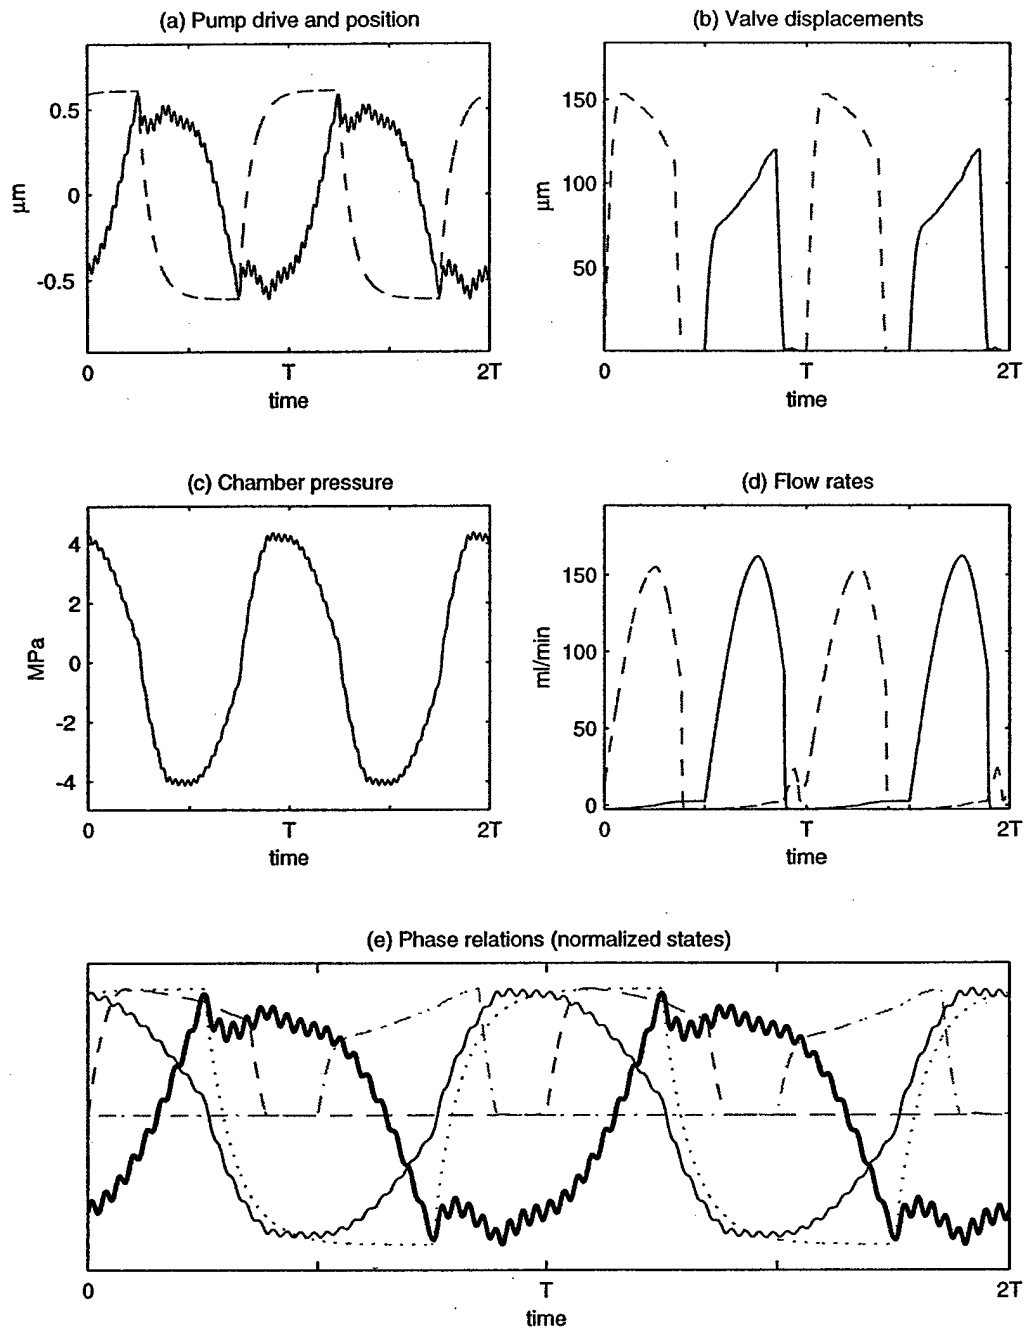 (a) Pump drive and position
(b) Valve displacements
0.5
0
-0.5
µm
0
T
2T
time
150
100
50
µm
0
T
2T
time
(c) Chamber pressure
(d) Flow rates
4
2
0
-2
-4
MPa
0
T
2T
time
150
100
50
0
ml/min
0
T
2T
time
(e) Phase relations (normalized states)
0
T
2T
time